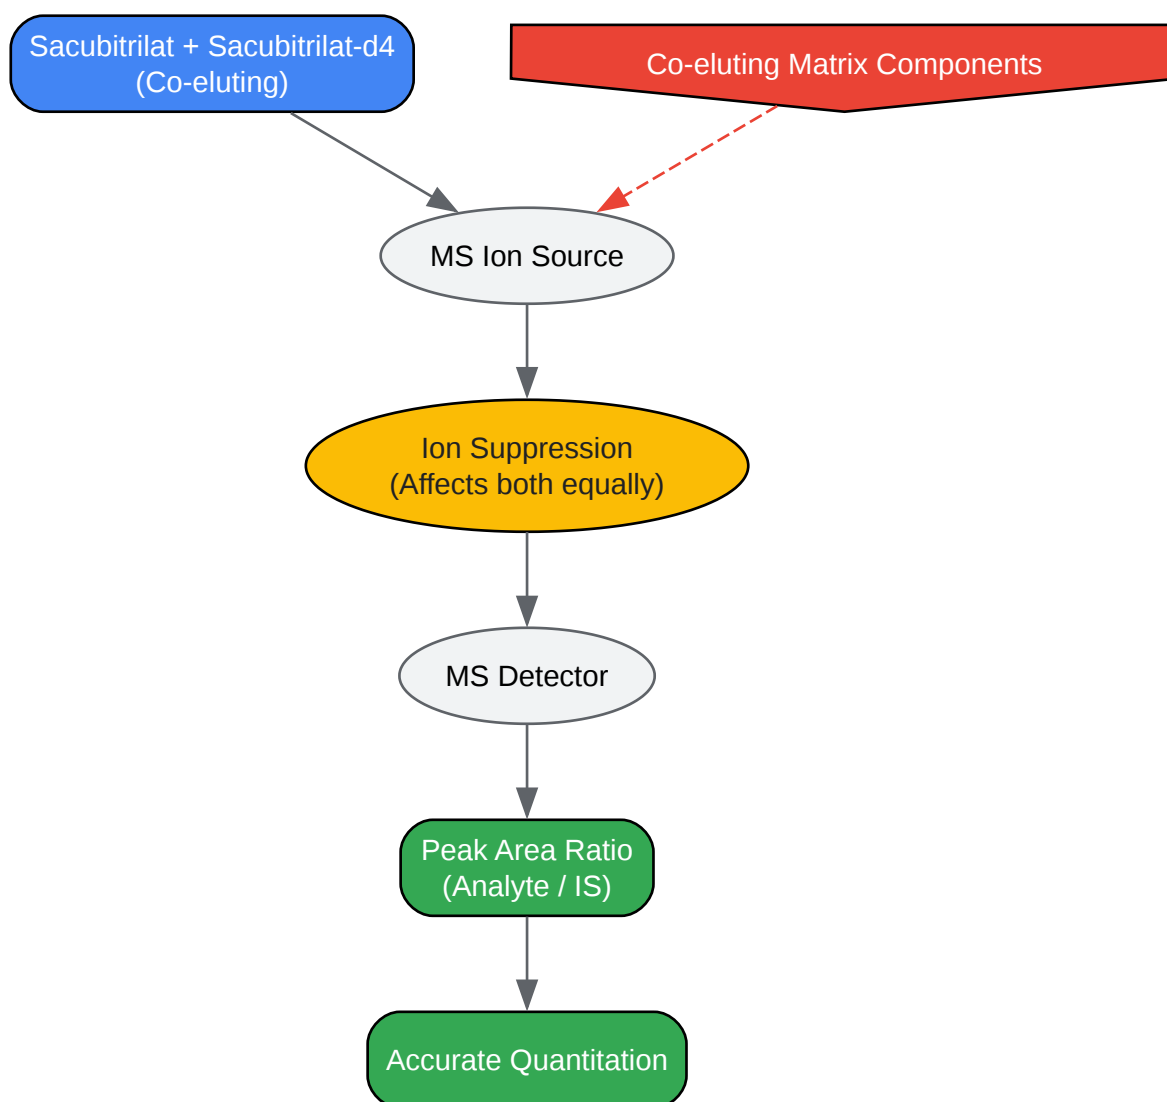 Sacubitrilat + Sacubitrilat-d4
(Co-eluting)
Co-eluting Matrix Components
MS Ion Source
Ion Suppression
(Affects both equally)
MS Detector
Peak Area Ratio
(Analyte / IS)
Accurate Quantitation